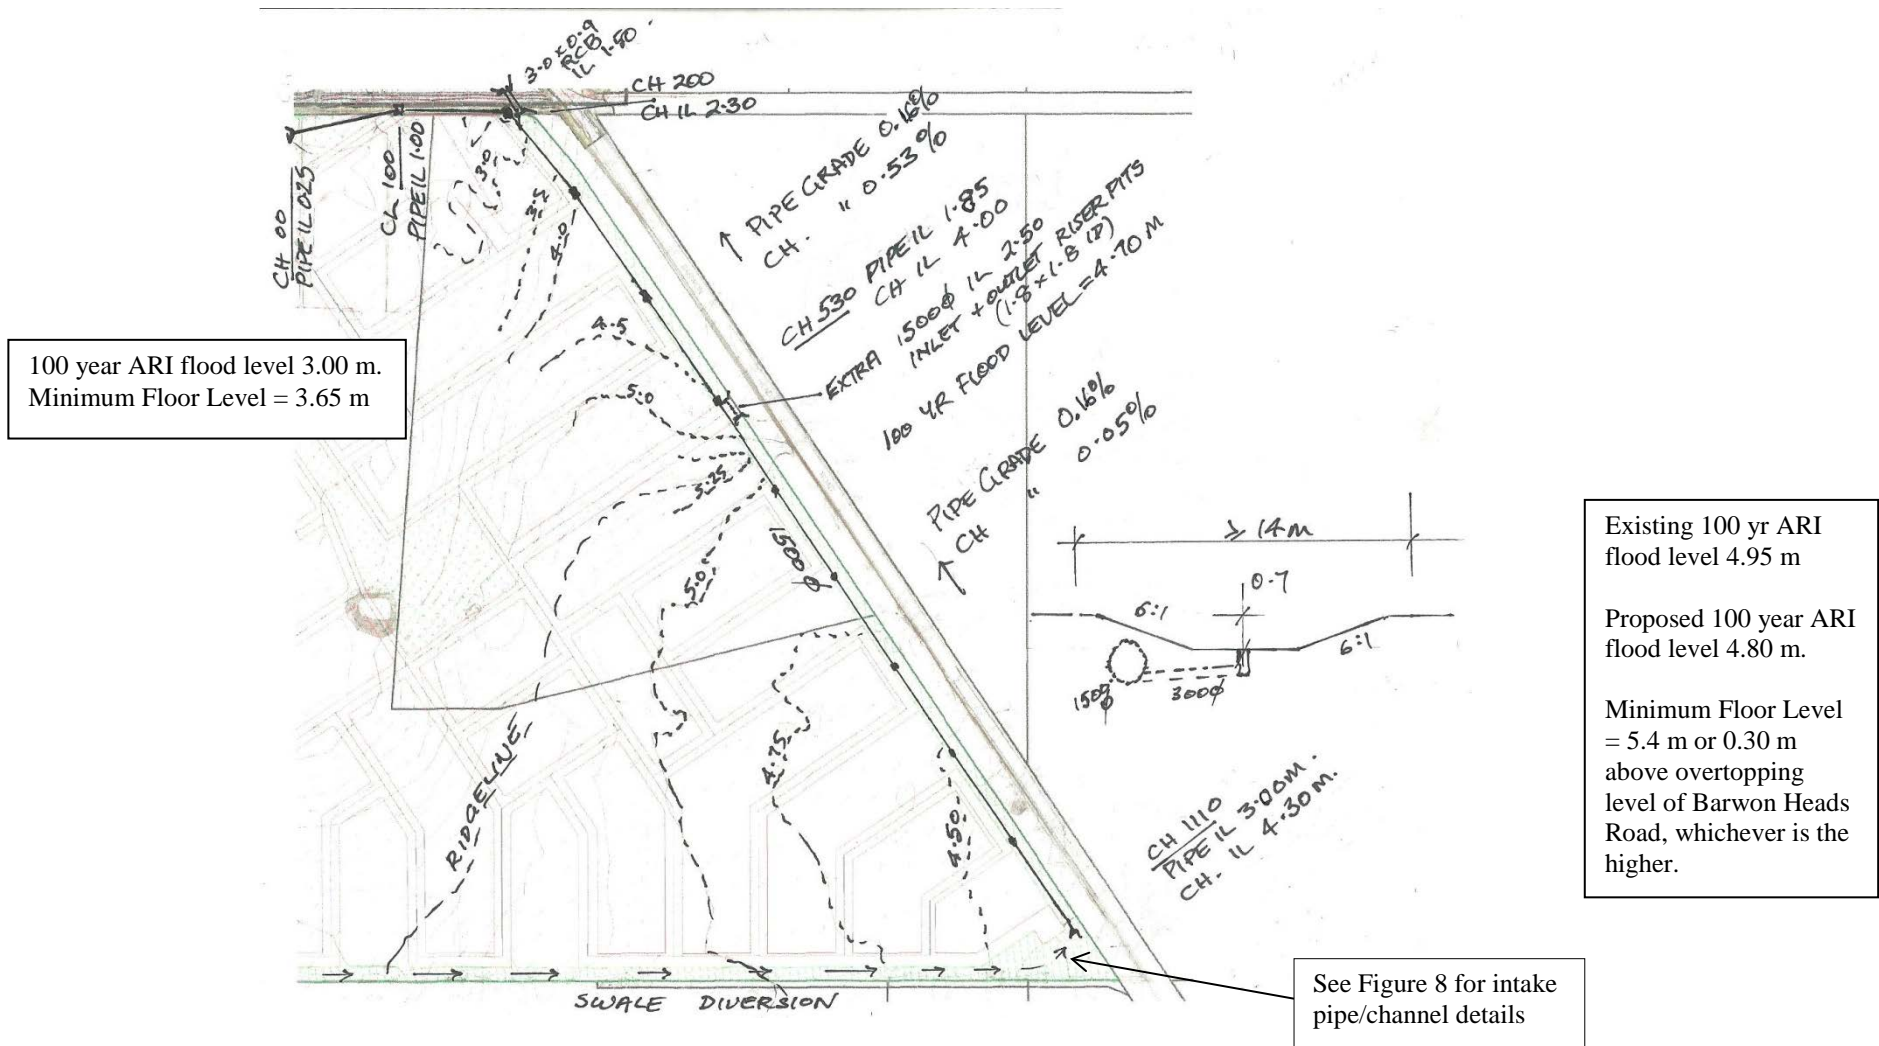 3.0 x 0.9
RCB
IL 1.50
CH 200
CH IL 2.30
CH 00
PIPE IL 0.25
Ch 100
PIPE IL 1.00
3.0
3.5
4.0
PIPE GRADE 0.16%
CH. " 0.53%
CH 530 PIPE IL 1.85
CH IL 4.00
EXTRA 1500φ IL 2.50
INLET + OUTLET RISER PITS
(1.8 x 1.8 ID)
100 YR FLOOD LEVEL = 4.70 M
100 year ARI flood level 3.00 m.
Minimum Floor Level = 3.65 m
4.5
5.0
5.25
PIPE GRADE 0.16%
CH " 0.05%
1500φ
5.0
14 M
0.7
6:1
6:1
1500φ
300φ
Existing 100 yr ARI
flood level 4.95 m
Proposed 100 year ARI
flood level 4.80 m.
Minimum Floor Level
= 5.4 m or 0.30 m
above overtopping
level of Barwon Heads
Road, whichever is the
higher.
RIDGELINE
4.75
4.50
CH 1110
PIPE IL 3.00M.
CH. IL 4.30M.
SWALE DIVERSION
See Figure 8 for intake
pipe/channel details